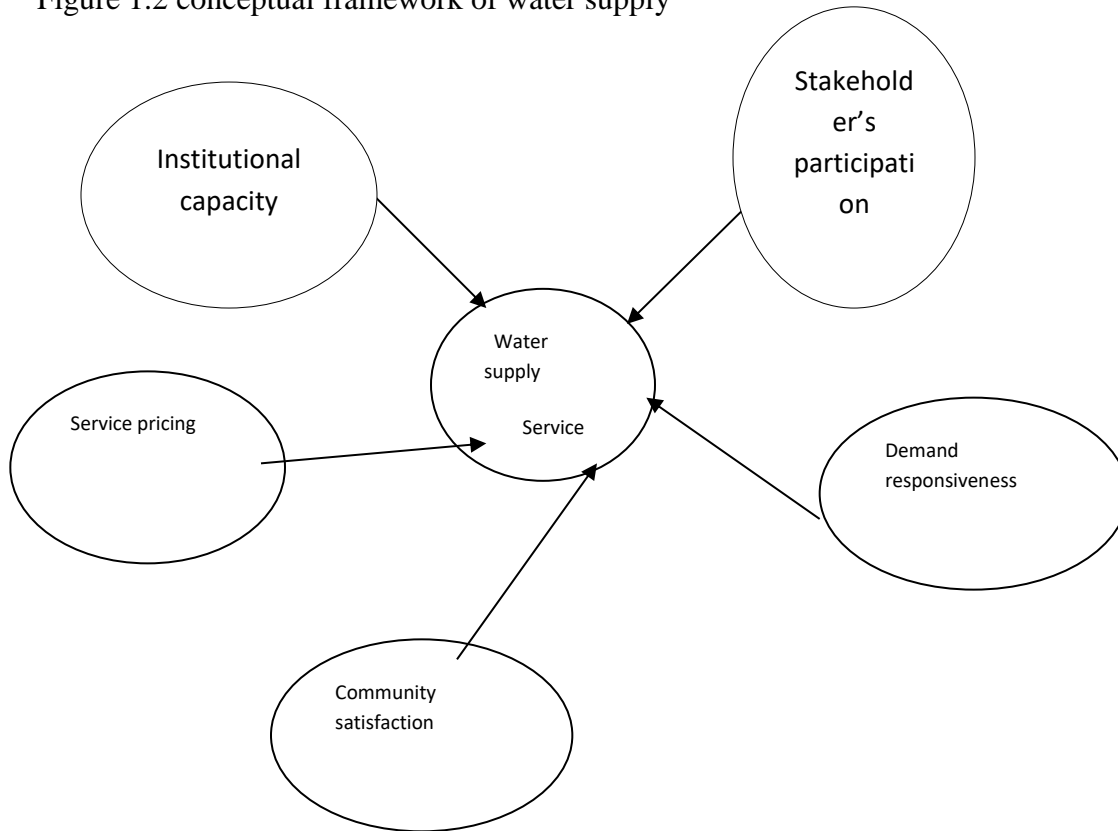 Figure 1.2 conceptual framework of water supply
Stakehold
er's
participati
on
Institutional
capacity
Water
supply
Service
Service pricing
Demand
responsiveness
Community
satisfaction